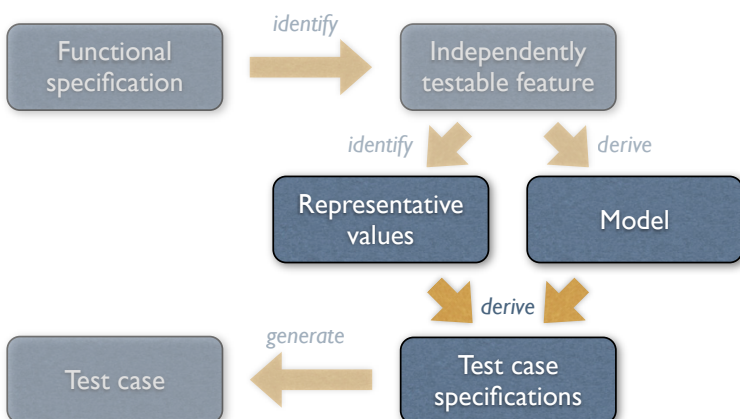 identify
Functional
specification
Independently
testable feature
identify
derive
Representative
values
Model
derive
generate
Test case
Test case
specifications